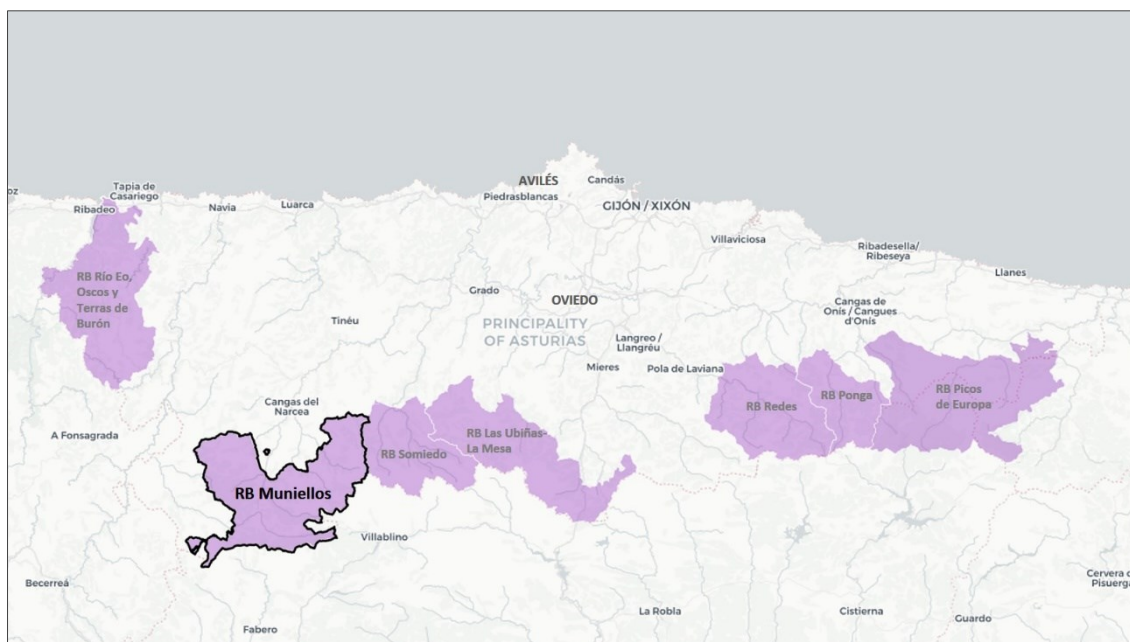 AVILÉS
Candás
Piedrasblancas
GIJÓN / XIXÓN
Tapia de
Casariego
oz
Ribadeo
Navia
Luarca
Villaviciosa
Ribadesella/
Ribeseya
Llanes
RB Río Eo,
Oscos y
Terras de
Burón
Grado
OVIEDO
Tinéu
PRINCIPALITY
OF ASTURIAS
Cangas de
Onís / Cangues
d'Onís
Langreo /
Llangréu
Mieres
Pola de Laviana
RB Redes
RB Ponga
RB Picos
de Europa
Cangas del
Narcea
A Fonsagrada
RB Somiedo
RB Las Ubiñas-
La Mesa
RB Muniellos
Villablino
Becerreá
Fabero
La Robla
Cistierna
Guardo
Cervera d
Pisuerga